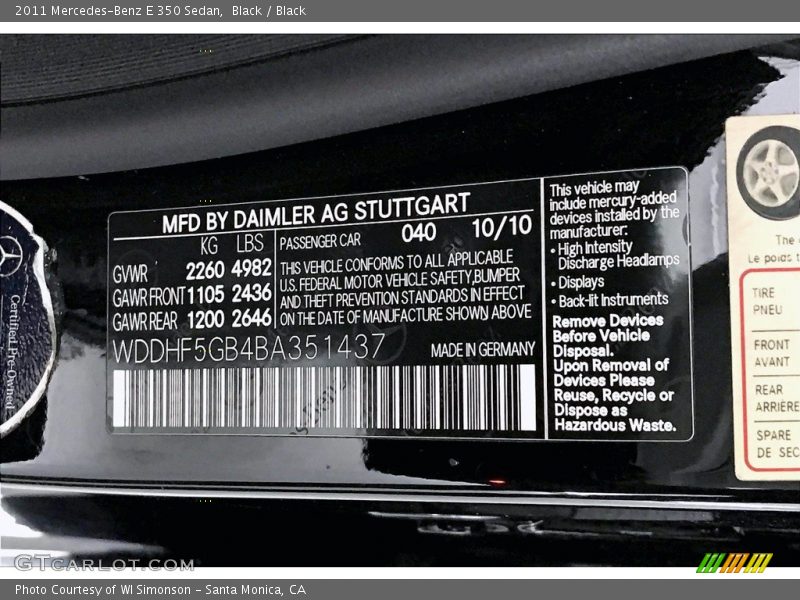 2011 Mercedes-Benz E 350 Sedan,  Black / Black
MFD BY DAIMLER AG STUTTGART
KG LBS
GVWR 2260 4982
GAWR FRONT 1105 2436
GAWR REAR 1200 2646
PASSENGER CAR 040 10/10
THIS VEHICLE CONFORMS TO ALL APPLICABLE
U.S. FEDERAL MOTOR VEHICLE SAFETY, BUMPER
AND THEFT PREVENTION STANDARDS IN EFFECT
ON THE DATE OF MANUFACTURE SHOWN ABOVE
WDDHF5GB4BA351437
MADE IN GERMANY
This vehicle may
include mercury-added
devices installed by the
manufacturer:
• High Intensity
Discharge Headlamps
• Displays
• Back-lit Instruments
Remove Devices
Before Vehicle
Disposal.
Upon Removal of
Devices Please
Reuse, Recycle or
Dispose as
Hazardous Waste.
Certified Pre-Owned
The
Le poids t
TIRE
PNEU
FRONT
AVANT
REAR
ARRIÈRE
SPARE
DE SEC
GTCARLOT.COM
Photo Courtesy of WI Simonson - Santa Monica, CA